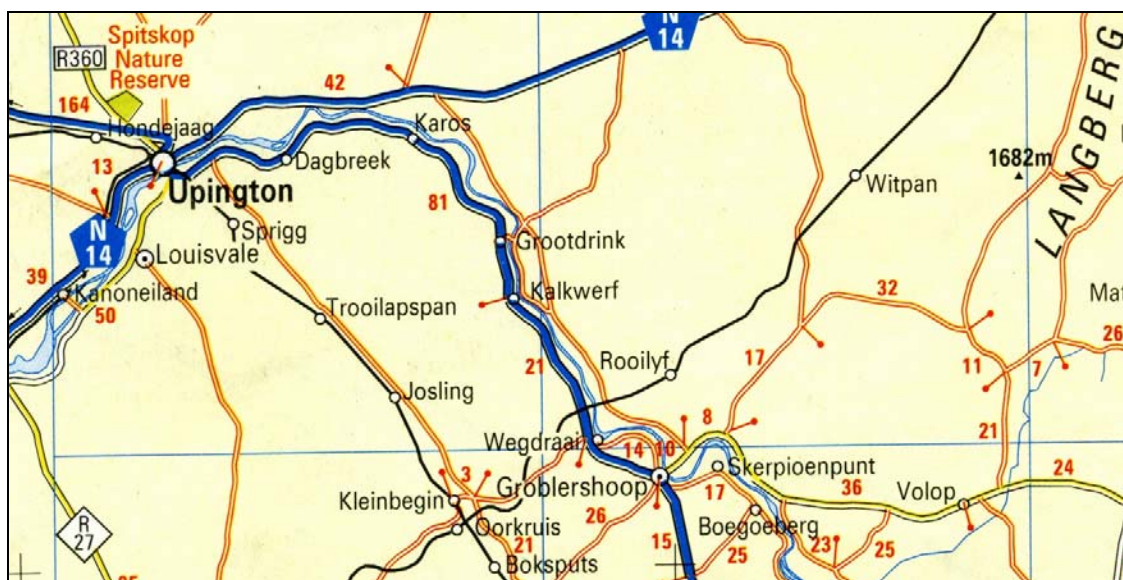 N
14
R360
Spitskop
Nature
Reserve
42
164
Hondejaag
Karos
LANGBERG
Dagbreek
1682m
13
Upington
Witpan
81
Sprigg
N
14
Grootdrink
Louisvale
39
Kanoneiland
50
Kalkwerf
32
Mat
Trooilapspan
21
Rooilyf
17
11
7
26
Josling
8
Wegdraai
14
10
21
Skerpioenpunt
3
Groblershoop
17
24
Kleinbegin
36
Volop
26
Boegoeberg
R
27
Oorkruis
21
15
25
23
25
Boksputs